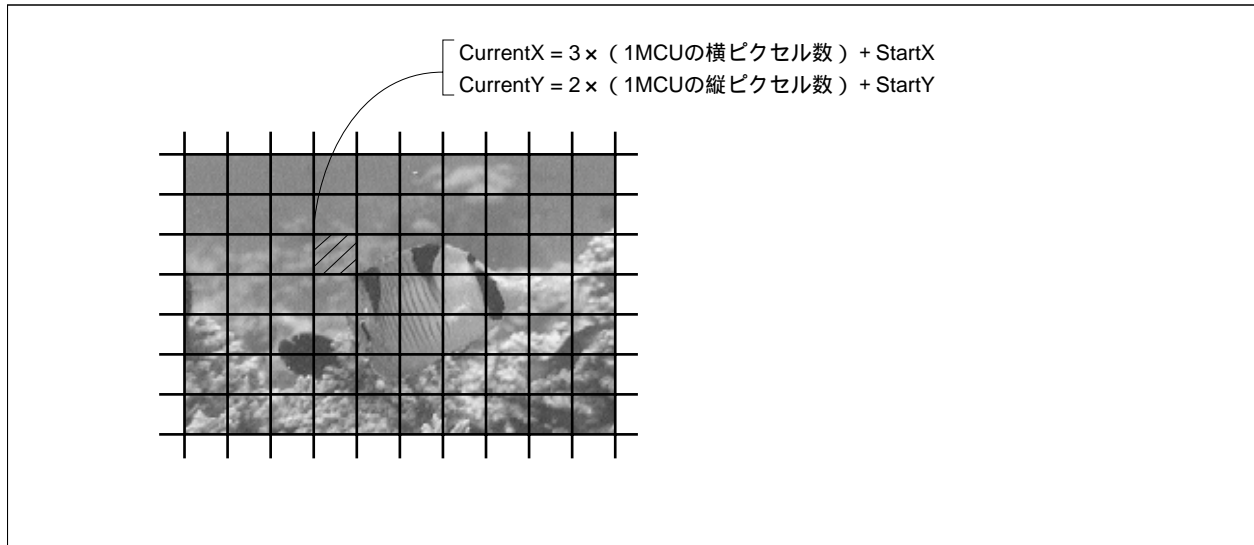 CurrentX = 3 × （1MCUの横ピクセル数）+ StartX
CurrentY = 2 × （1MCUの縦ピクセル数）+ StartY